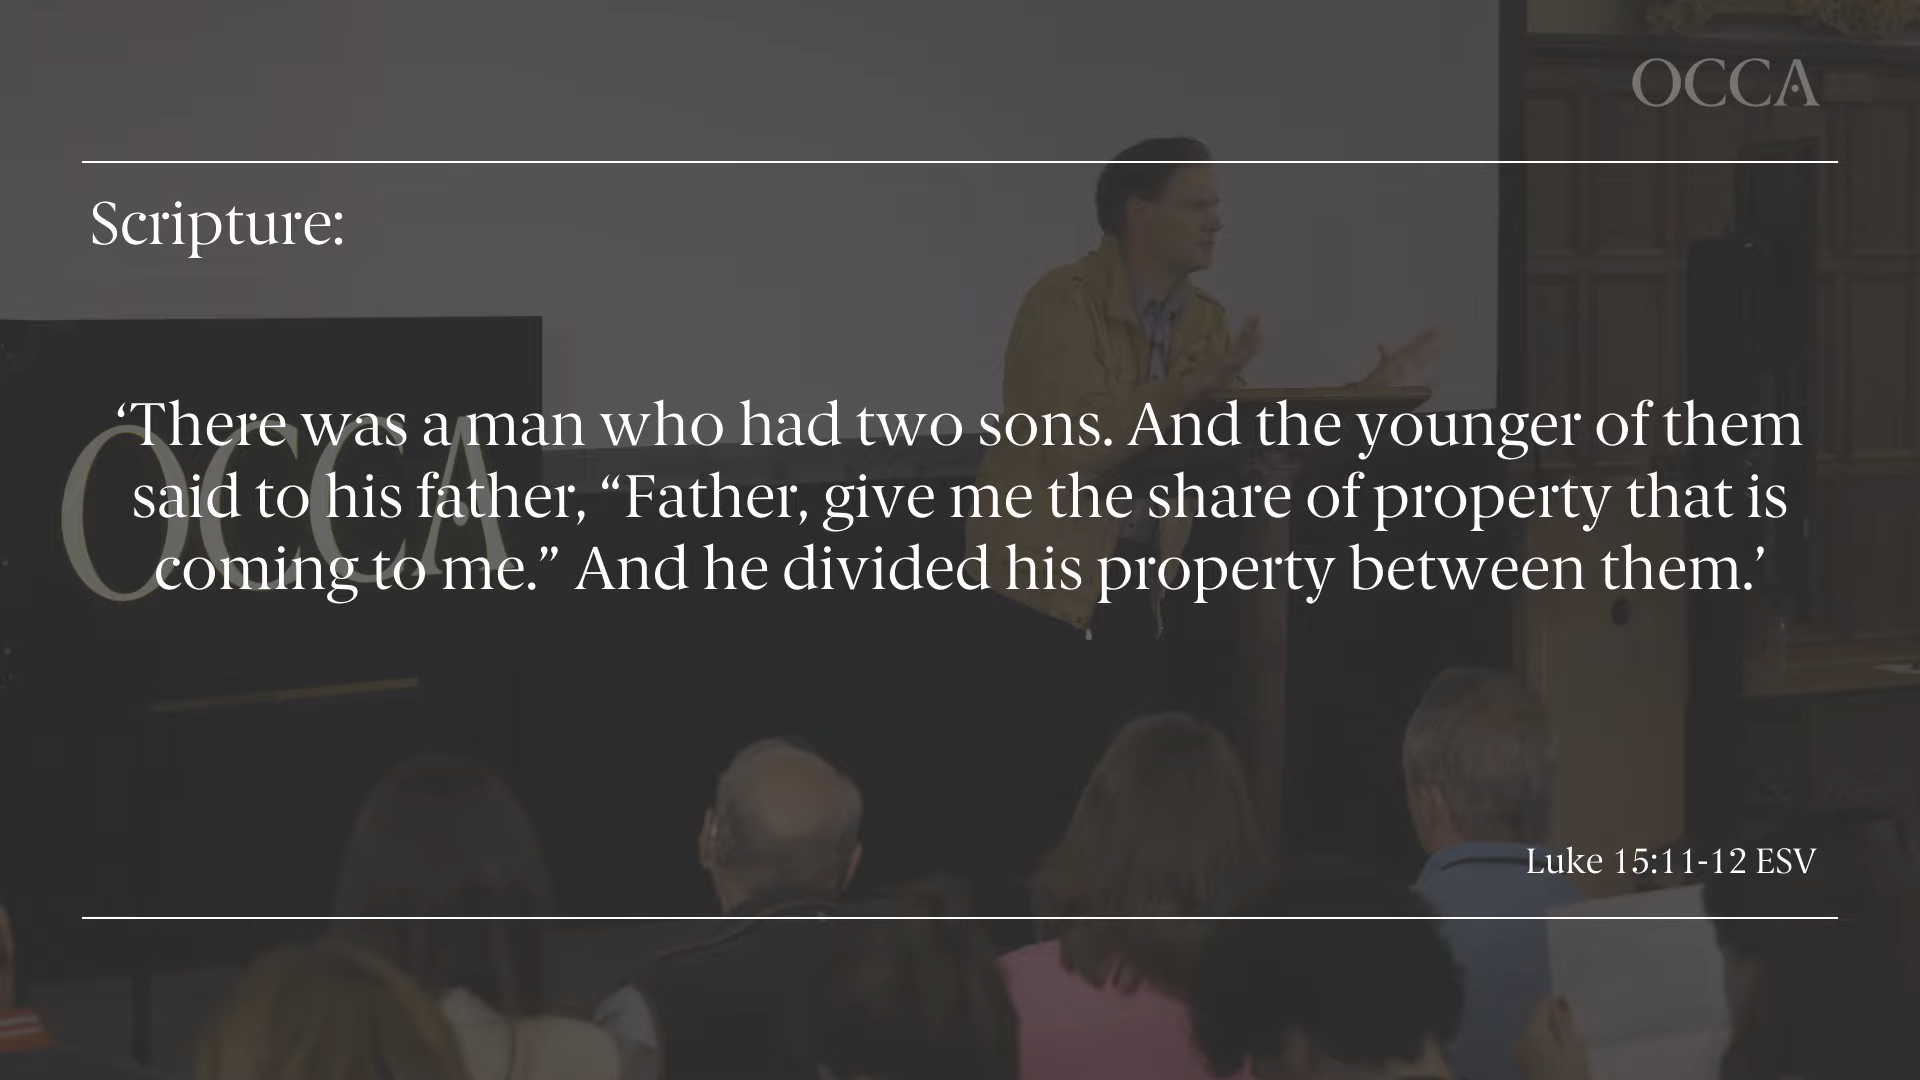 OCCA
Scripture:
‘There was a man who had two sons. And the younger of them
said to his father, “Father, give me the share of property that is
coming to me.” And he divided his property between them.’
OCCA
Luke 15:11-12 ESV